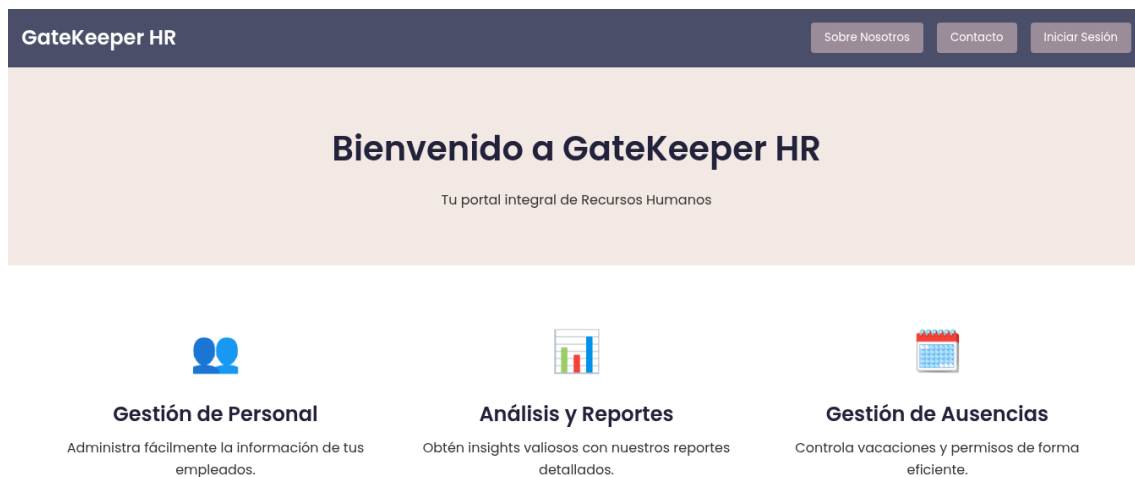 GateKeeper HR
Sobre Nosotros
Contacto
Iniciar Sesión
Bienvenido a GateKeeper HR
Tu portal integral de Recursos Humanos
Gestión de Personal
Administra fácilmente la información de tus
empleados.
Análisis y Reportes
Obtén insights valiosos con nuestros reportes
detallados.
Gestión de Ausencias
Controla vacaciones y permisos de forma
eficiente.